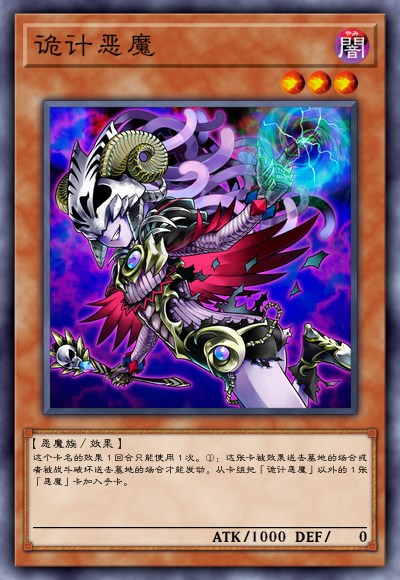 诡计恶魔
やみ
闇
【恶魔族／效果】
这个卡名的效果１回合只能使用１次。①：这张卡被效果送去墓地的场合或
者被战斗破坏送去墓地的场合才能发动。从卡组把「诡计恶魔」以外的１张
「恶魔」卡加入手卡。
ATK/1000 DEF/ 0